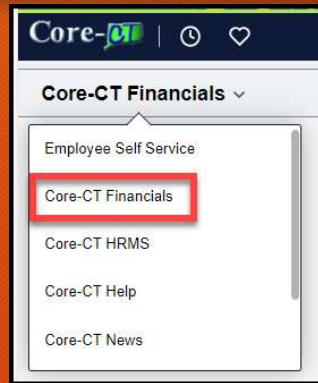 Core-CT
Core-CT Financials
Employee Self Service
Core-CT Financials
Core-CT HRMS
Core-CT Help
Core-CT News